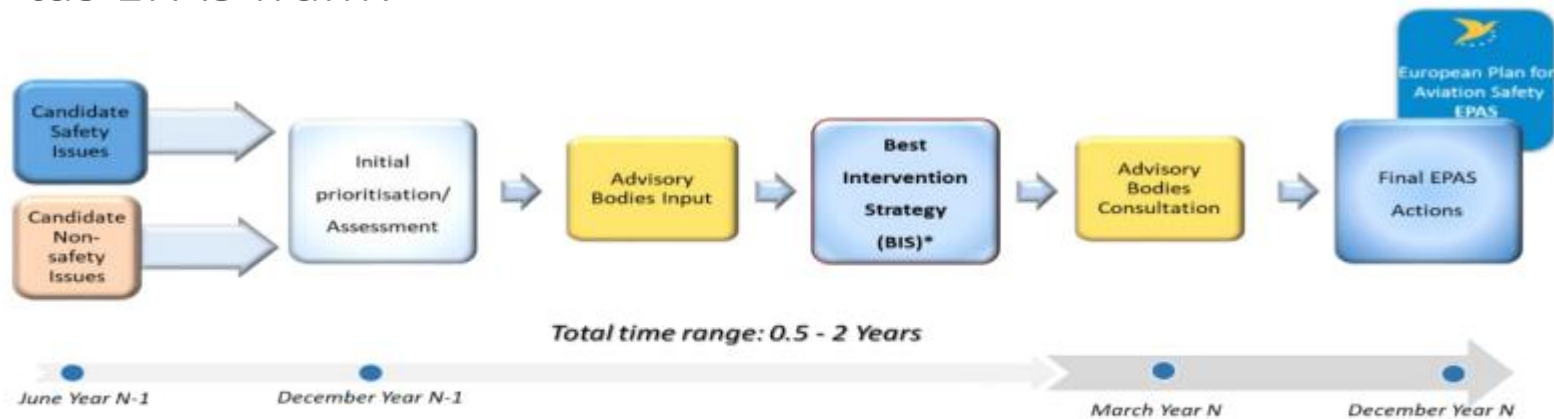 Candidate
Safety
Issues
Candidate
Non-
safety
Issues
Initial
prioritisation/
Assessment
Advisory
Bodies Input
Best
Intervention
Strategy
(BIS)*
Advisory
Bodies
Consultation
European Plan for
Aviation Safety
EPAS
Final EPAS
Actions
Total time range: 0.5 - 2 Years
June Year N-1
December Year N-1
March Year N
December Year N